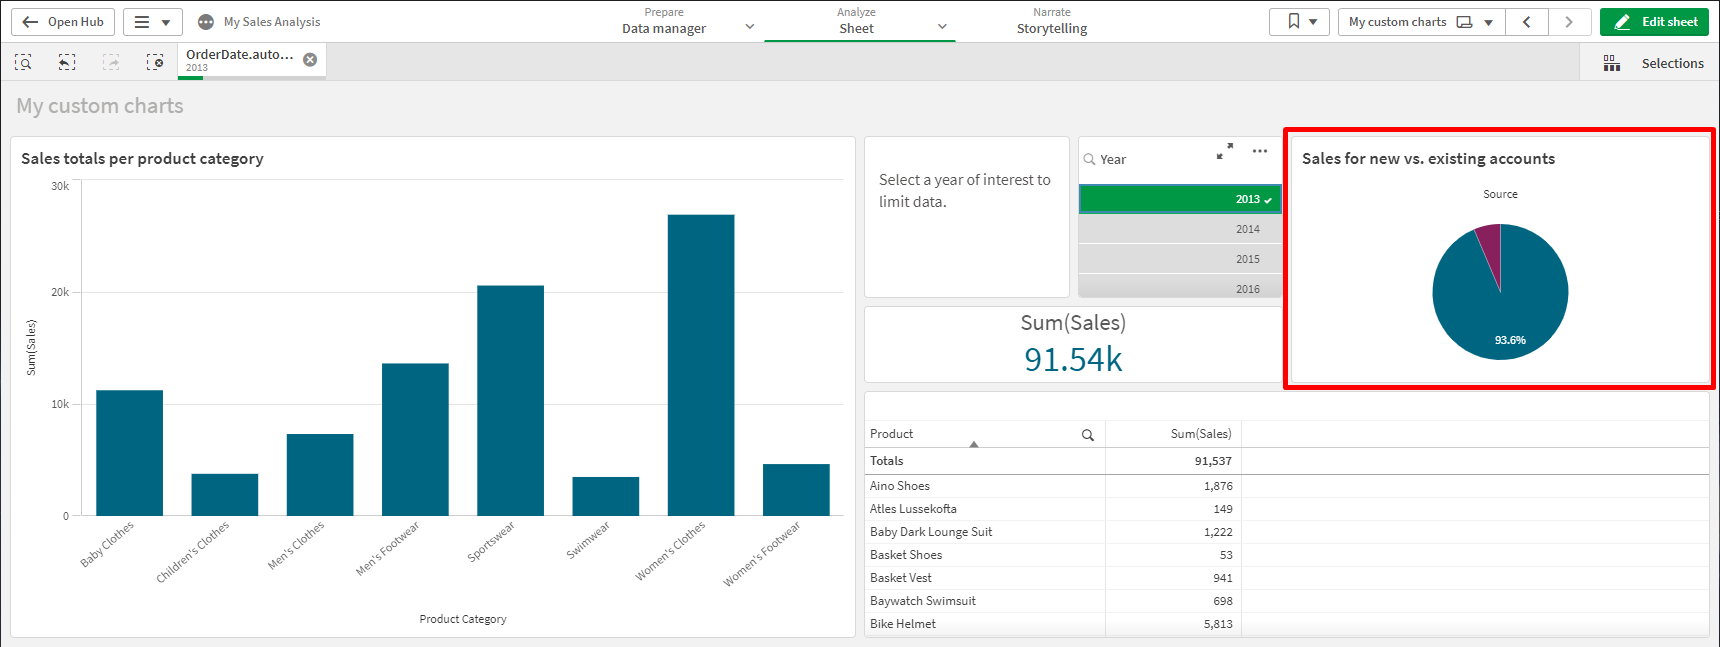 Open Hub
My Sales Analysis
Prepare
Data manager
Analyze
Sheet
Narrate
Storytelling
My custom charts
Edit sheet
OrderDate.auto...
2013
Selections
My custom charts
Sales totals per product category
30k
20k
10k
0
Sum(Sales)
Baby Clothes
Children's Clothes
Men's Clothes
Men's Footwear
Sportswear
Swimwear
Women's Clothes
Women's Footwear
Product Category
Select a year of interest to
limit data.
Year
2013
2014
2015
2016
Sum(Sales)
91.54k
Sales for new vs. existing accounts
Source
93.6%
Product Sum(Sales)
Totals 91,537
Aino Shoes 1,876
Atles Lussekofta 149
Baby Dark Lounge Suit 1,222
Basket Shoes 53
Basket Vest 941
Baywatch Swimsuit 698
Bike Helmet 5,813